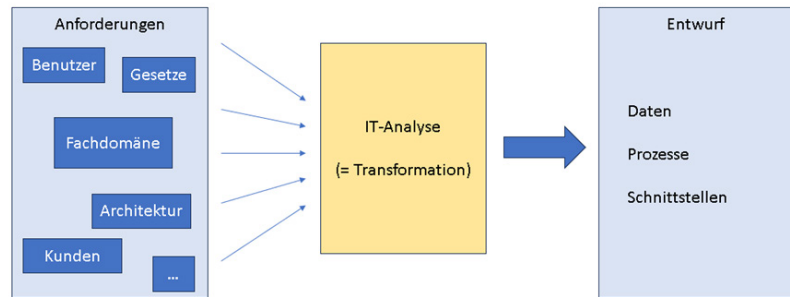 Anforderungen
Benutzer
Gesetze
Fachdomäne
Architektur
Kunden
...
IT-Analyse
(= Transformation)
Entwurf
Daten
Prozesse
Schnittstellen